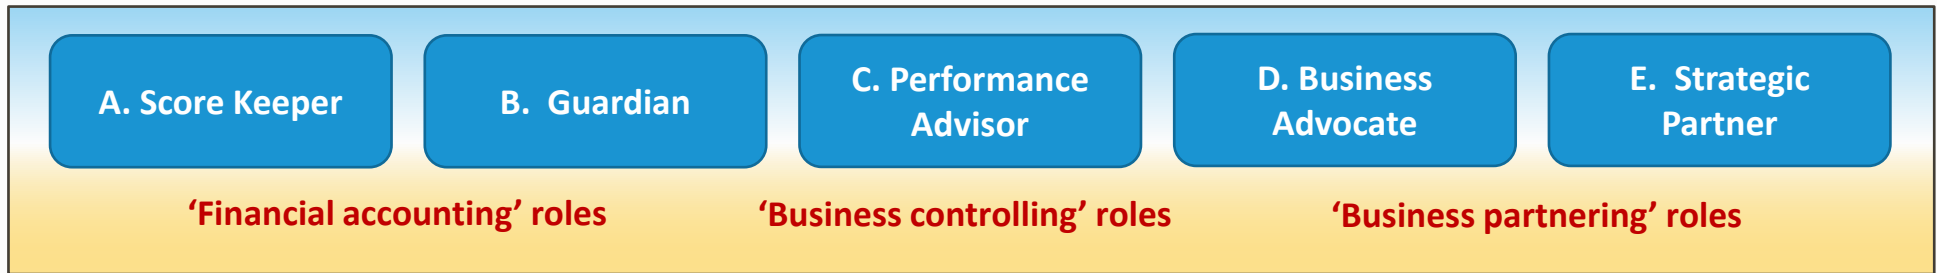 A. Score Keeper
B.  Guardian
C. Performance
Advisor
D. Business
Advocate
E.  Strategic
Partner
‘Financial accounting’ roles
‘Business controlling’ roles
‘Business partnering’ roles